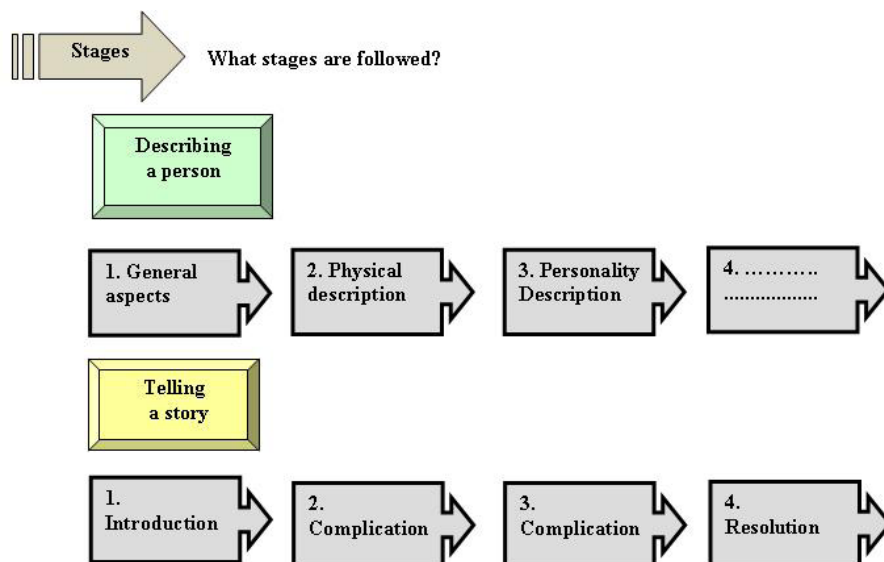 Stages
What stages are followed?
Describing
a person
1. General
aspects
2. Physical
description
3. Personality
Description
4. ………..
...................
Telling
a story
1.
Introduction
2.
Complication
3.
Complication
4.
Resolution